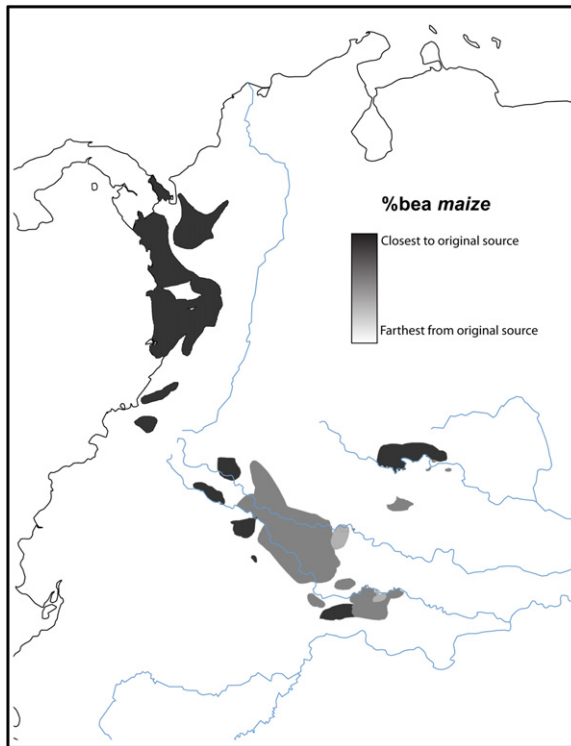 %bea maize
Closest to original source
Farthest from original source